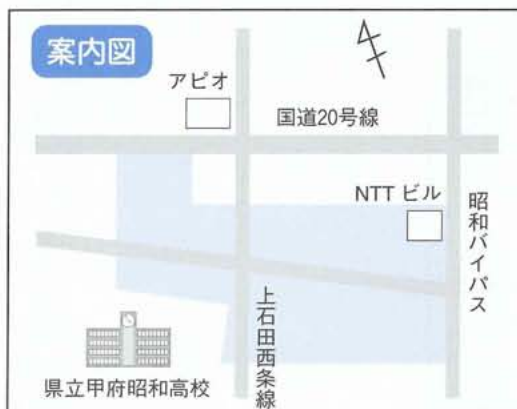 案内図
アピオ
国道20号線
NTT ビル
昭和バイパス
上石田西条線
県立甲府昭和高校